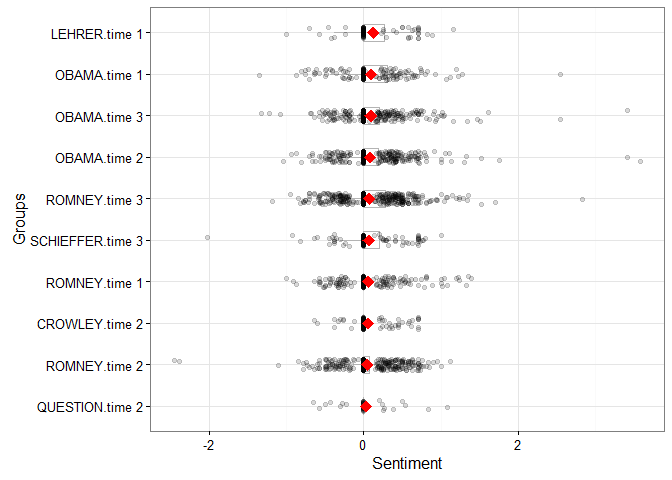 LEHRER.time 1
OBAMA.time 1
OBAMA.time 3
OBAMA.time 2
ROMNEY.time 3
SCHIEFFER.time 3
ROMNEY.time 1
CROWLEY.time 2
ROMNEY.time 2
QUESTION.time 2
Groups
-2 0 2
Sentiment